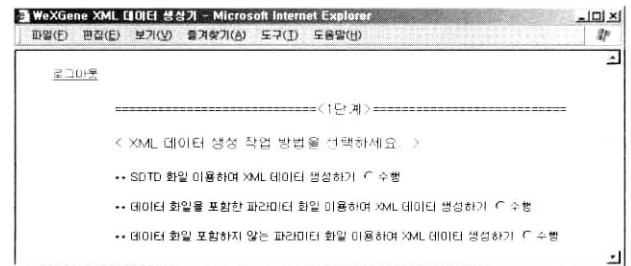 WeXGene XML 데이터 생성기 - Microsoft Internet Explorer
파일(F) 편집(E) 보기(V) 즐겨찾기(A) 도구(T) 도움말(H)
로그아웃
============================<1단계>===========================
< XML 데이터 생성 작업 방법을 선택하세요. >
•• SDTD 화일 이용하여 XML 데이터 생성하기 수행
•• 데이터 화일을 포함한 파라미터 화일 이용하여 XML 데이터 생성하기 수행
•• 데이터 화일 포함하지 않는 파라미터 화일 이용하여 XML 데이터 생성하기 수행